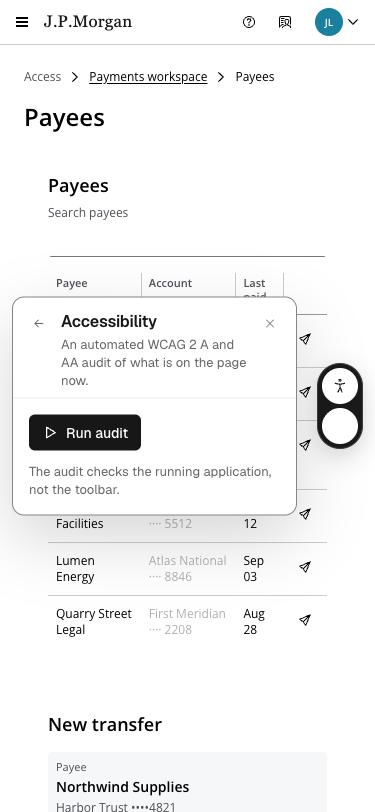 J.P.Morgan
JL
Access > Payments workspace > Payees
Payees
Payees
Search payees
Payee Account Last
Accessibility
An automated WCAG 2 A and
AA audit of what is on the page
now.
Run audit
The audit checks the running application,
not the toolbar.
Facilities ···· 5512 12
Lumen Atlas National Sep
Energy ···· 8846 03
Quarry Street First Meridian Aug
Legal ···· 2208 28
New transfer
Payee
Northwind Supplies
Harbor Trust ••••4821